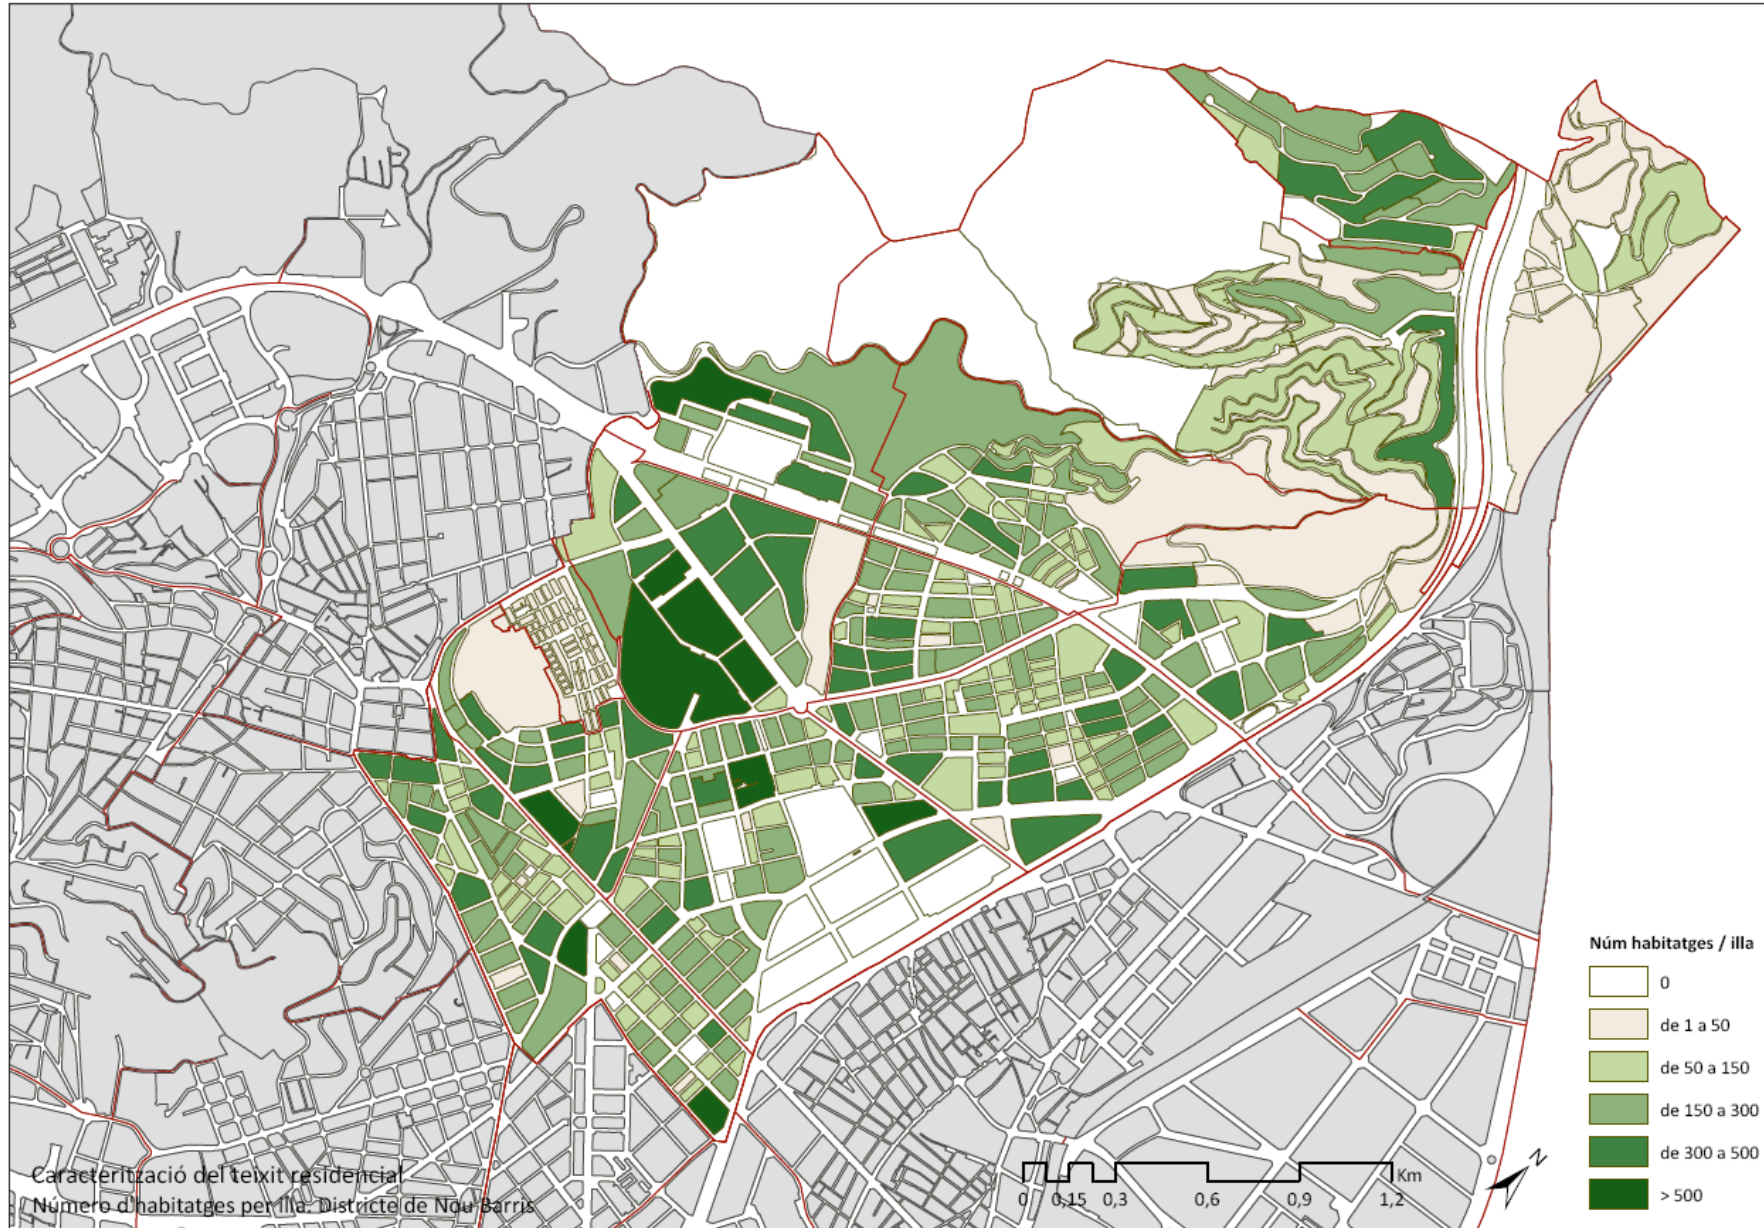 Núm habitatges / illa
0
de 1 a 50
de 50 a 150
de 150 a 300
de 300 a 500
> 500
N
Km
0 0,15 0,3 0,6 0,9 1,2
Caracterització del teixit residencial
Número d'habitatges per illa. Districte de Nou Barris